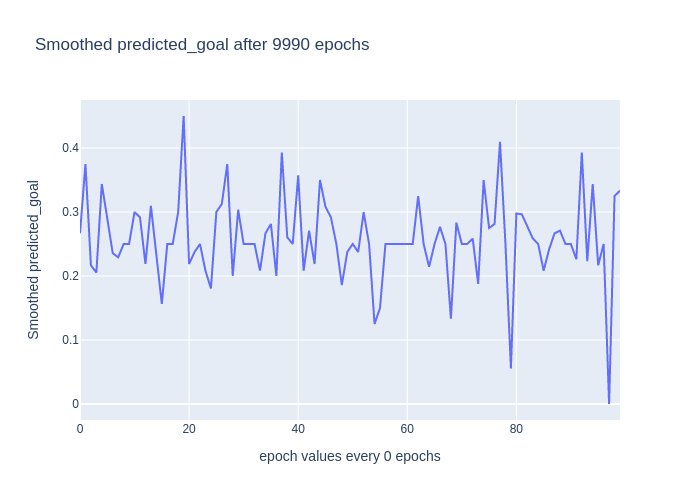 Smoothed predicted_goal after 9990 epochs
Smoothed predicted_goal
0.4
0.3
0.2
0.1
0
0 20 40 60 80
epoch values every 0 epochs